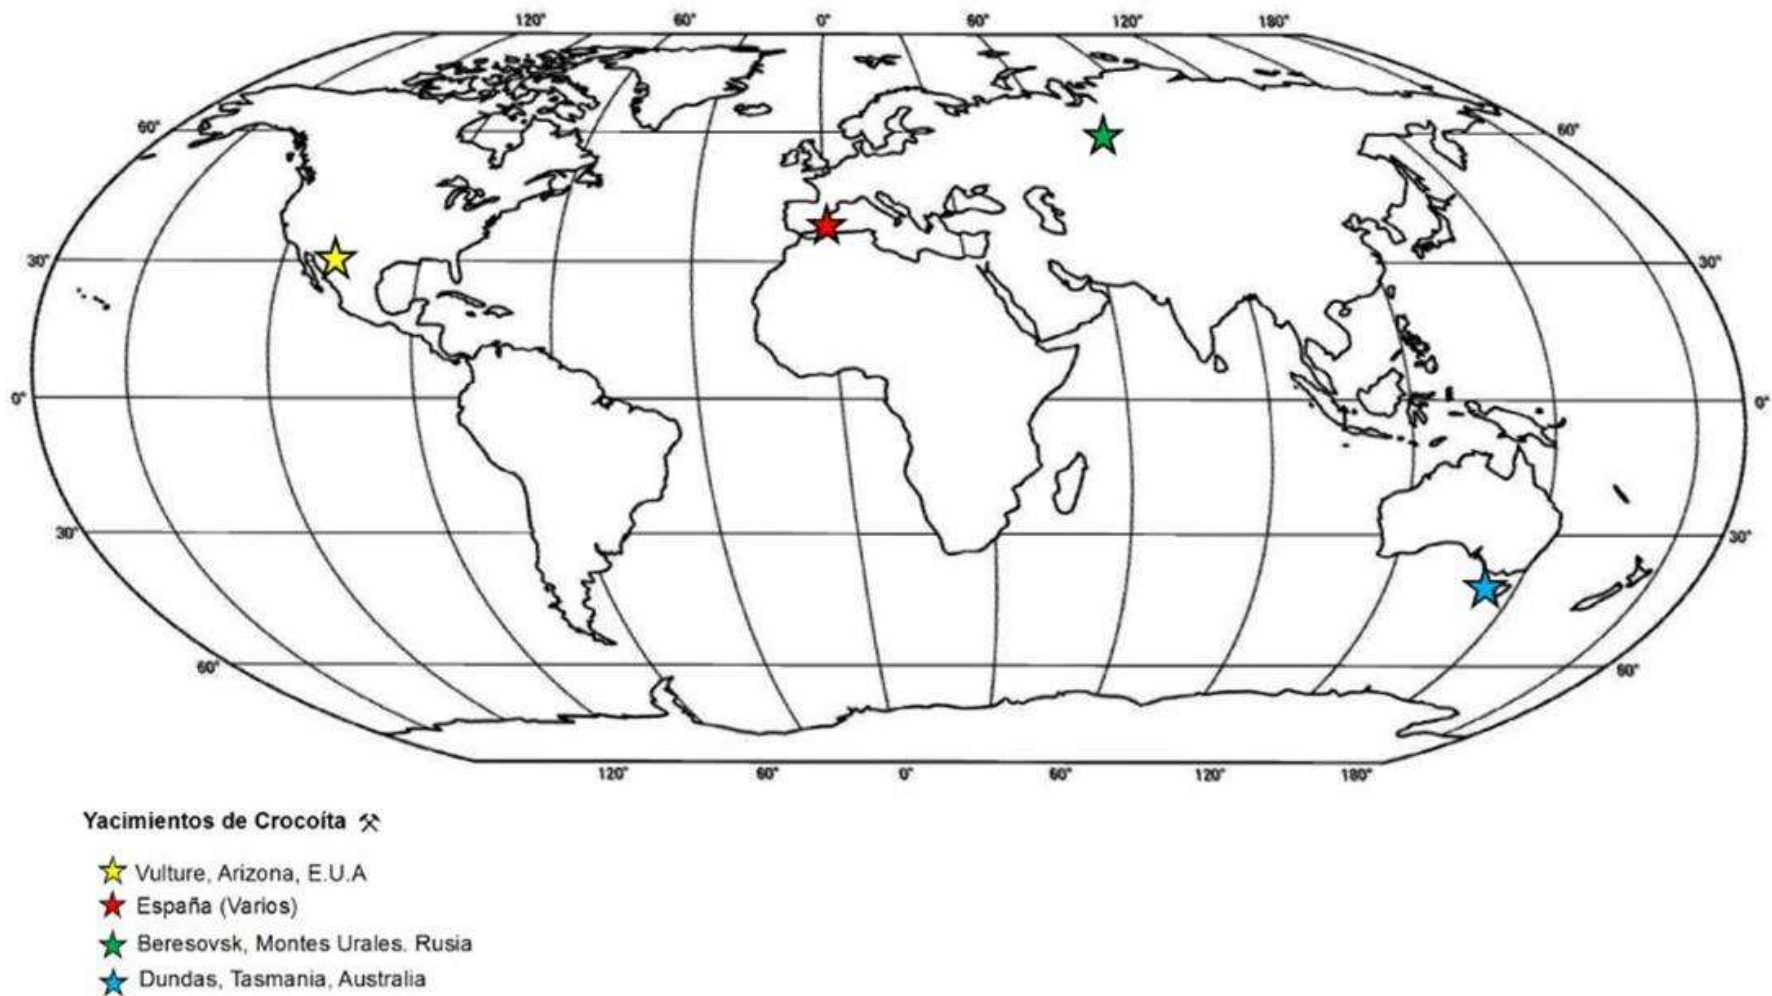 120° 60° 0° 60° 120° 180°
60° 60°
30° 30°
0° 0°
30° 30°
60° 60°
120° 60° 0° 60° 120° 180°
Yacimientos de Crocoíta
Vulture, Arizona, E.U.A
España (Varios)
Beresovsk, Montes Urales. Rusia
Dundas, Tasmania, Australia